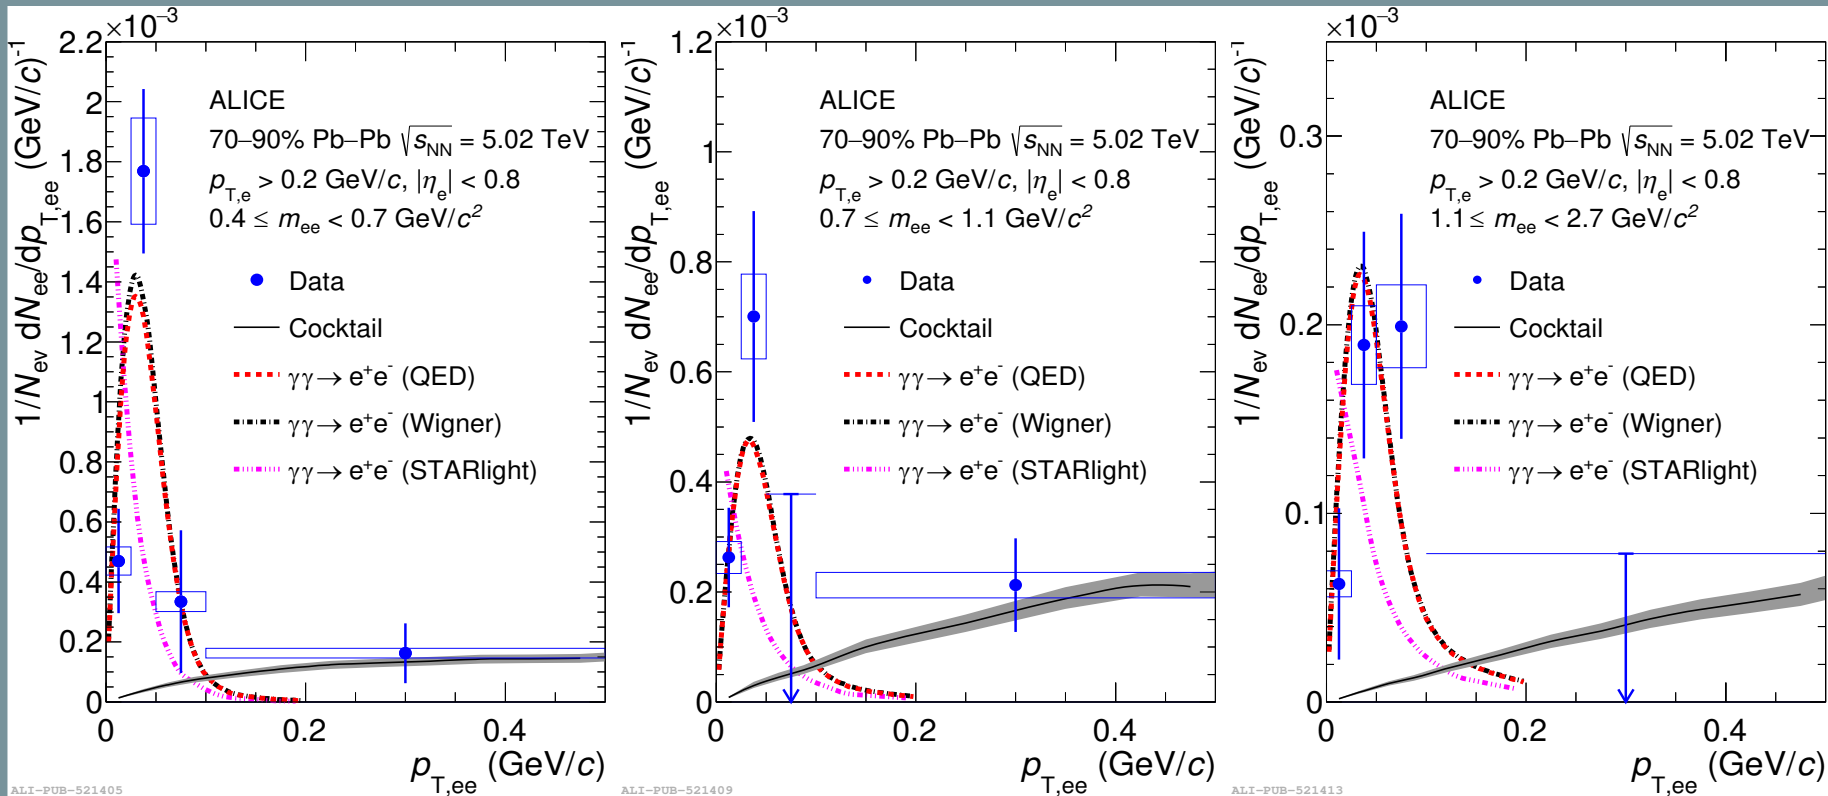 ×10⁻³
1/N_ev dN_ee/dp_T,ee (GeV/c)⁻¹
2.2
2
1.8
1.6
1.4
1.2
1
0.8
0.6
0.4
0.2
0
ALICE
70–90% Pb–Pb √s_NN = 5.02 TeV
p_T,e > 0.2 GeV/c, |η_e| < 0.8
0.4 ≤ m_ee < 0.7 GeV/c²
Data
Cocktail
γγ→ e⁺e⁻ (QED)
γγ→ e⁺e⁻ (Wigner)
γγ→ e⁺e⁻ (STARlight)
0 0.2 0.4
p_T,ee (GeV/c)
ALI-PUB-521405
×10⁻³
1/N_ev dN_ee/dp_T,ee (GeV/c)⁻¹
1.2
1
0.8
0.6
0.4
0.2
0
ALICE
70–90% Pb–Pb √s_NN = 5.02 TeV
p_T,e > 0.2 GeV/c, |η_e| < 0.8
0.7 ≤ m_ee < 1.1 GeV/c²
Data
Cocktail
γγ→ e⁺e⁻ (QED)
γγ→ e⁺e⁻ (Wigner)
γγ→ e⁺e⁻ (STARlight)
0 0.2 0.4
p_T,ee (GeV/c)
ALI-PUB-521409
×10⁻³
1/N_ev dN_ee/dp_T,ee (GeV/c)⁻¹
0.3
0.2
0.1
0
ALICE
70–90% Pb–Pb √s_NN = 5.02 TeV
p_T,e > 0.2 GeV/c, |η_e| < 0.8
1.1 ≤ m_ee < 2.7 GeV/c²
Data
Cocktail
γγ→ e⁺e⁻ (QED)
γγ→ e⁺e⁻ (Wigner)
γγ→ e⁺e⁻ (STARlight)
0 0.2 0.4
p_T,ee (GeV/c)
ALI-PUB-521413